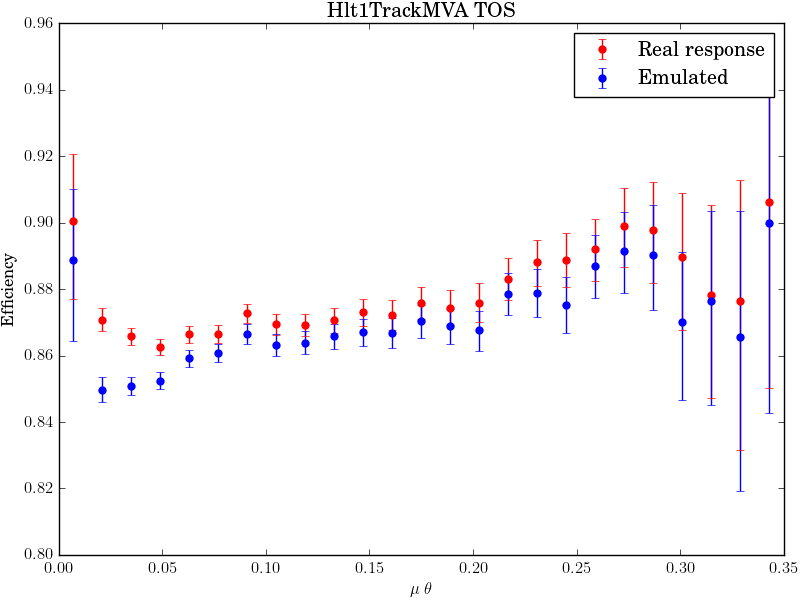 Hlt1TrackMVA TOS
Real response
Emulated
Efficiency
0.96
0.94
0.92
0.90
0.88
0.86
0.84
0.82
0.80
0.00 0.05 0.10 0.15 0.20 0.25 0.30 0.35
μ θ